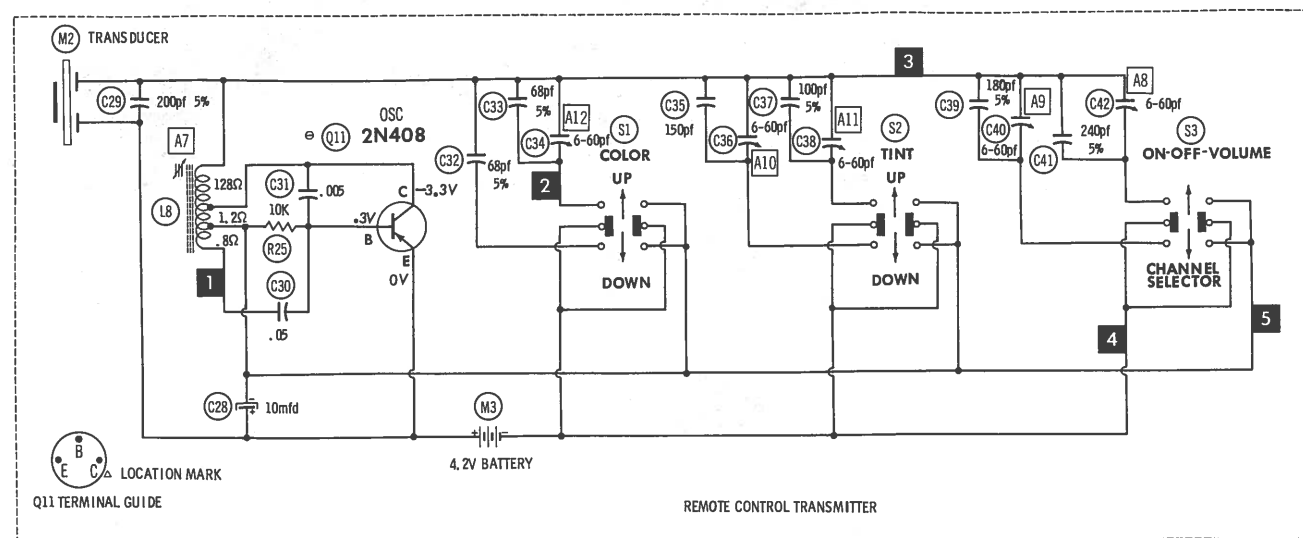 M2 TRANSDUCER
C29 200pf 5%
A7
L8
128Ω
1.2Ω
.8Ω
1
OSC
⊖ Q11 2N408
C31 .005
10K
R25
C30
.05
C -3.3V
.3V
B
E
0V
C28 10mfd
C32 68pf 5%
C33 68pf 5%
A12
C34 6-60pf
2
S1
COLOR
UP
DOWN
M3
+ -
4.2V BATTERY
C35
150pf
C36 6-60pf
A10
C37 100pf 5%
A11
C38 6-60pf
S2
TINT
UP
DOWN
3
C39 180pf 5%
A9
C40
6-60pf
C41 240pf 5%
A8
C42 6-60pf
S3
ON-OFF-VOLUME
CHANNEL
SELECTOR
4
5
B
E C △ LOCATION MARK
Q11 TERMINAL GUIDE
REMOTE CONTROL TRANSMITTER